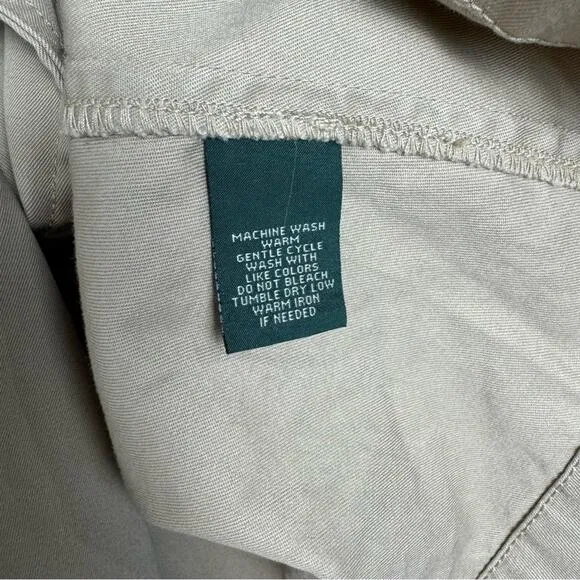 MACHINE WASH
WARM
GENTLE CYCLE
WASH WITH
LIKE COLORS
DO NOT BLEACH
TUMBLE DRY LOW
WARM IRON
IF NEEDED